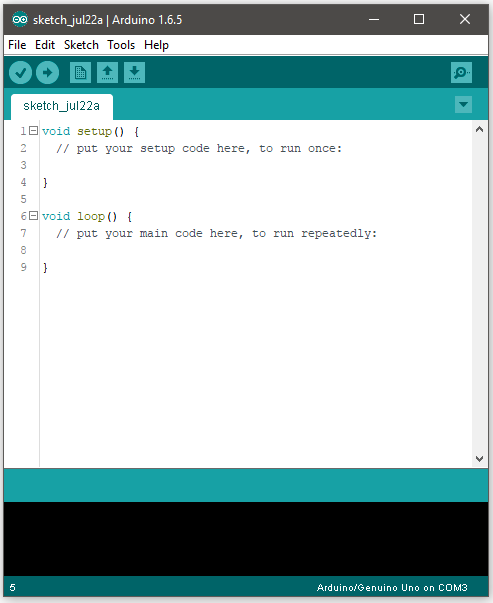 sketch_jul22a | Arduino 1.6.5
File Edit Sketch Tools Help
sketch_jul22a
1 void setup() {
2   // put your setup code here, to run once:
3
4 }
5
6 void loop() {
7   // put your main code here, to run repeatedly:
8
9 }
5 Arduino/Genuino Uno on COM3